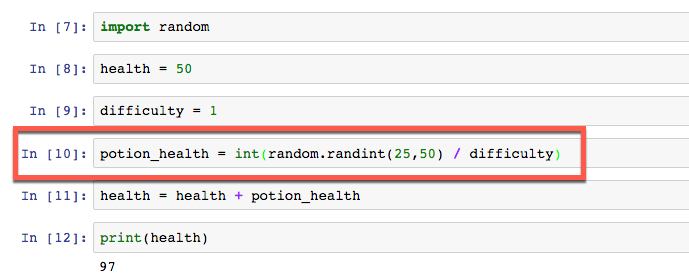 In [7]: import random
In [8]: health = 50
In [9]: difficulty = 1
In [10]: potion_health = int(random.randint(25,50) / difficulty)
In [11]: health = health + potion_health
In [12]: print(health)
97